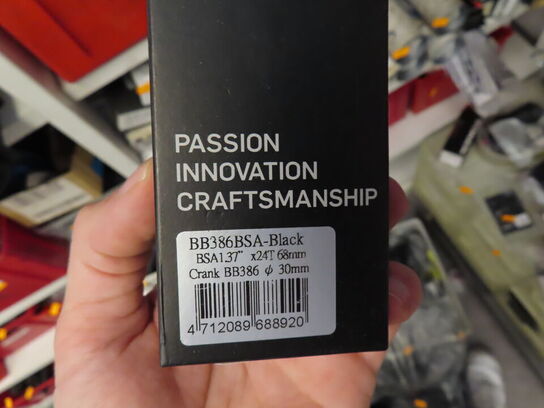 PASSION
INNOVATION
CRAFTSMANSHIP
BB386BSA-Black
BSA1.37" x24T 68mm
Crank BB386 ϕ 30mm
4 712089 688920